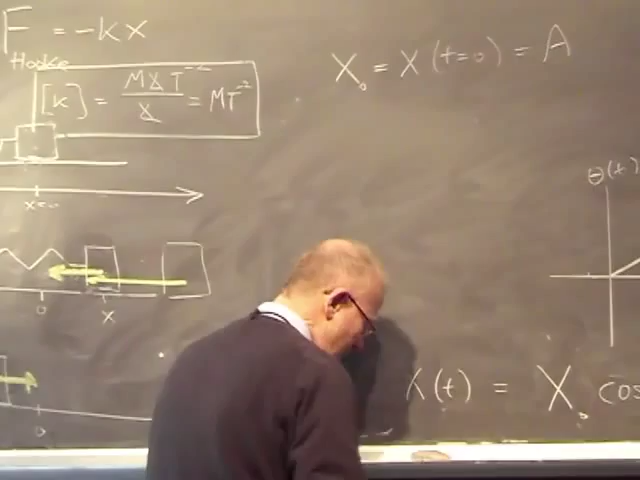 F = -kx
Hooke
[k] = MLT⁻² / L = MT⁻²
x=0
0 x
0
X₀ = X(t=0) = A
Θ(t)
X(t) = X₀ cos